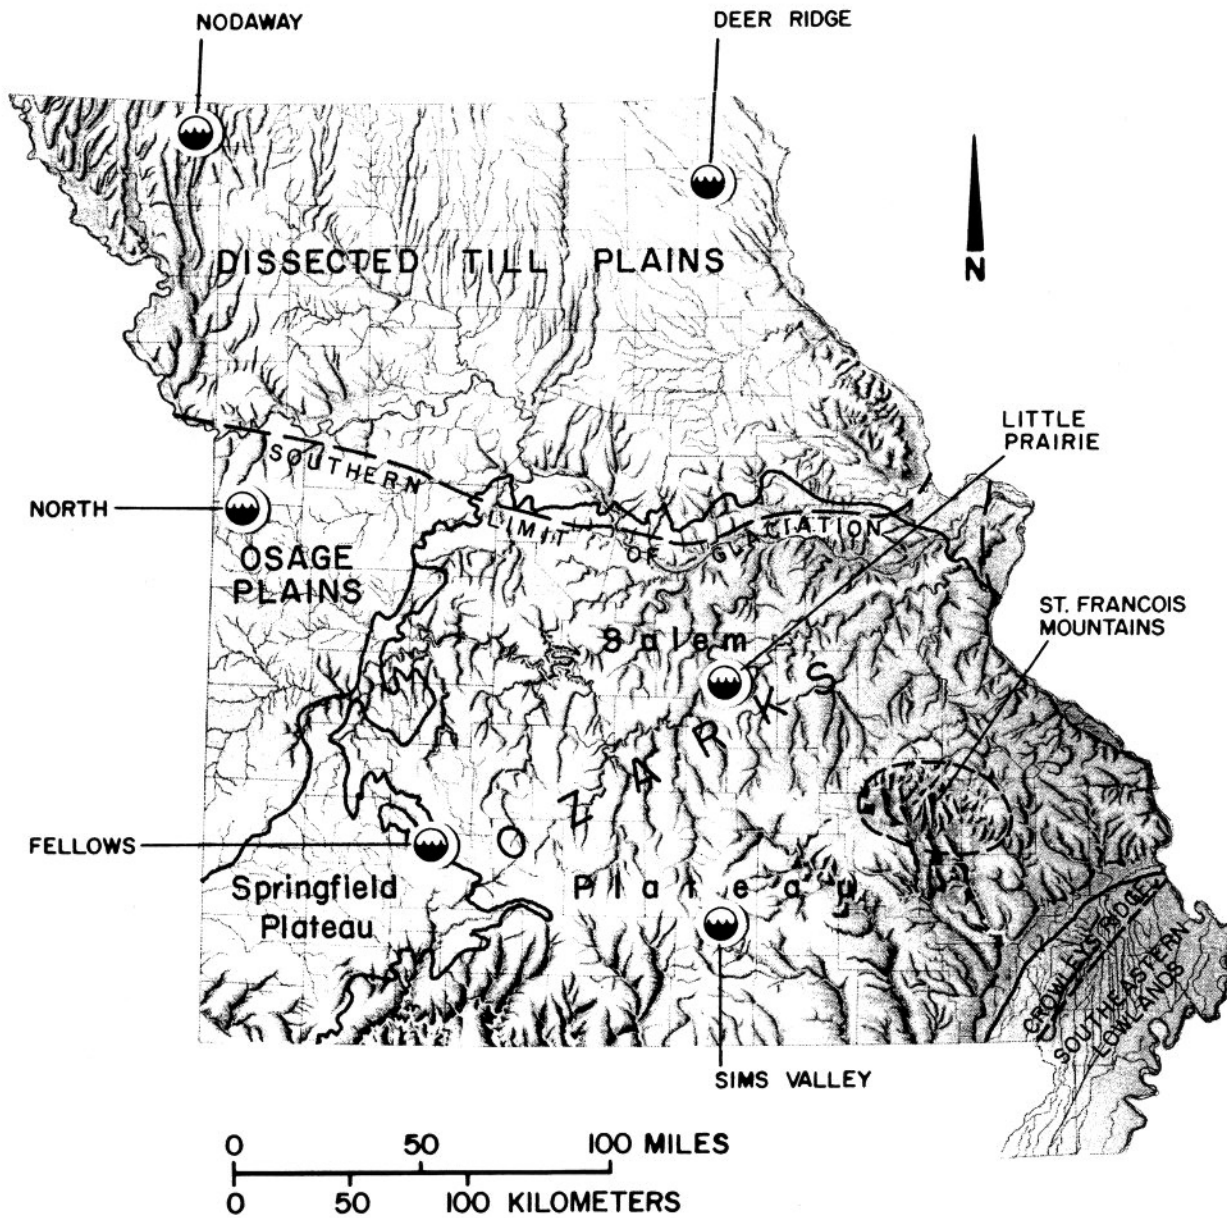 NODAWAY
DEER RIDGE
DISSECTED TILL PLAINS
N
LITTLE
PRAIRIE
SOUTHERN LIMIT OF GLACIATION
NORTH
OSAGE
PLAINS
ST. FRANCOIS
MOUNTAINS
Salem
OZARKS
FELLOWS
Springfield
Plateau
Plateau
CROWLEYS RIDGE
SOUTHEASTERN
LOWLANDS
SIMS VALLEY
0 50 100 MILES
0 50 100 KILOMETERS